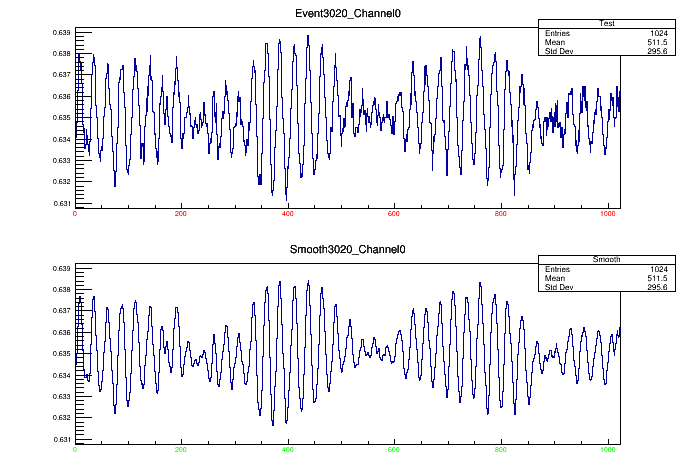 Event3020_Channel0
Test
Entries 1024
Mean 511.5
Std Dev 295.6
0.639
0.638
0.637
0.636
0.635
0.634
0.633
0.632
0.631
0 200 400 600 800 1000
Smooth3020_Channel0
Smooth
Entries 1024
Mean 511.5
Std Dev 295.6
0.639
0.638
0.637
0.636
0.635
0.634
0.633
0.632
0.631
0 200 400 600 800 1000